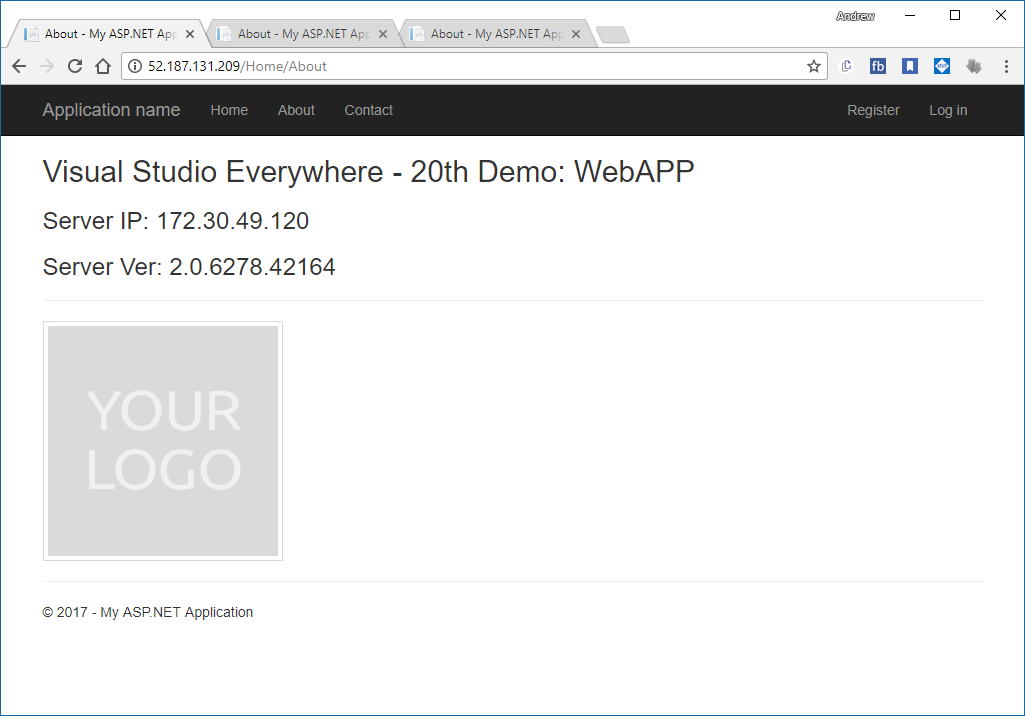 Andrew
About - My ASP.NET App
About - My ASP.NET App
About - My ASP.NET App
52.187.131.209/Home/About
fb
Application name Home About Contact Register Log in
Visual Studio Everywhere - 20th Demo: WebAPP
Server IP: 172.30.49.120
Server Ver: 2.0.6278.42164
YOUR
LOGO
© 2017 - My ASP.NET Application